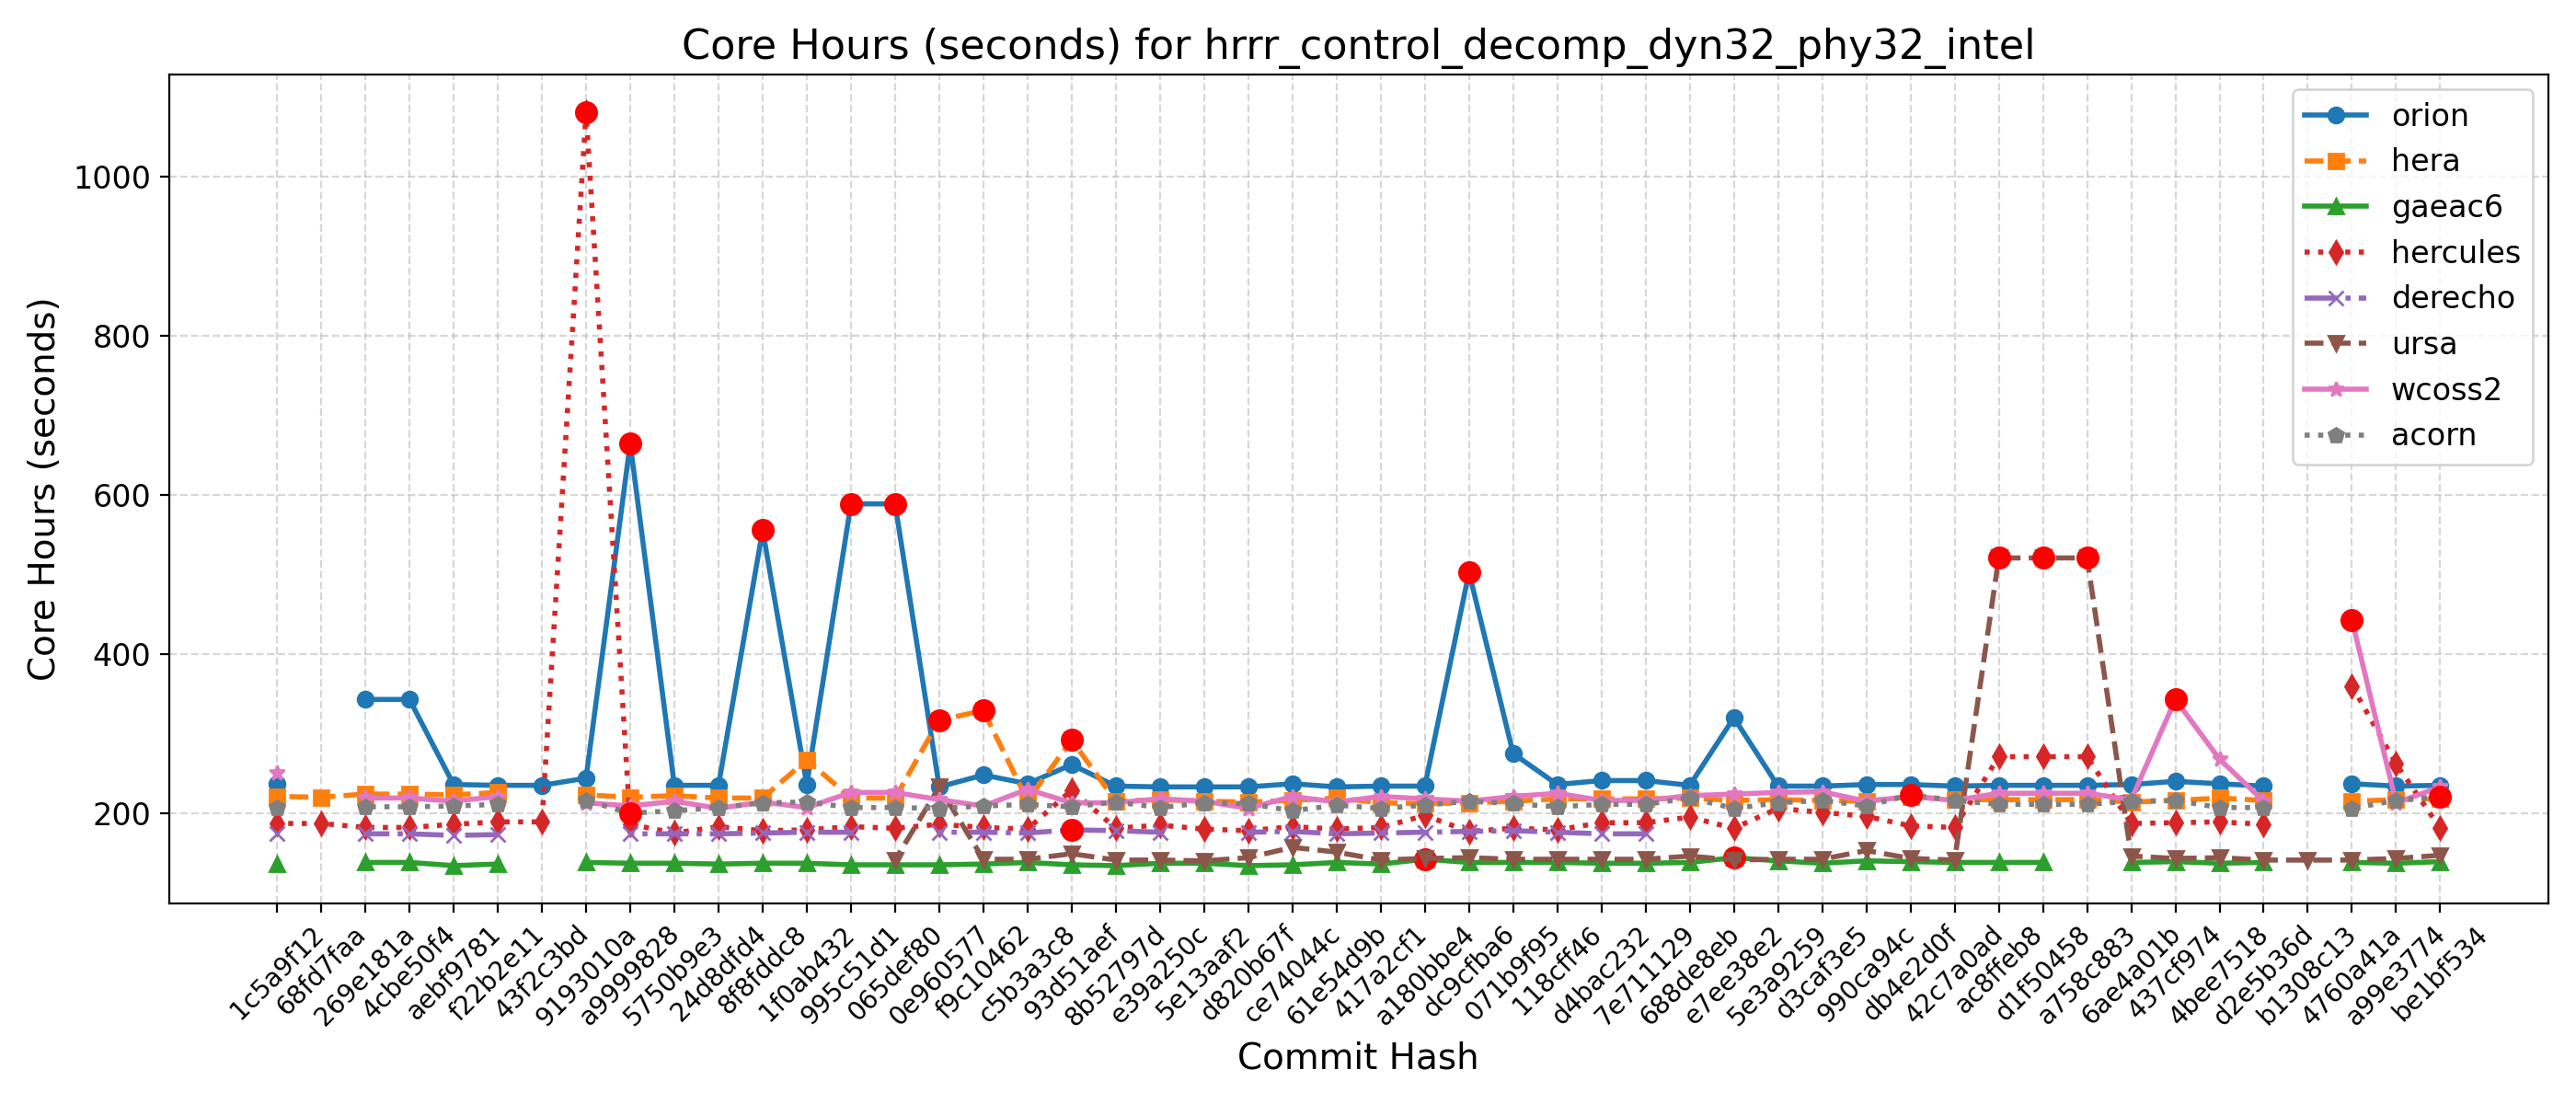 Core Hours (seconds) for hrrr_control_decomp_dyn32_phy32_intel
Core Hours (seconds)
1000
800
600
400
200
orion
hera
gaeac6
hercules
derecho
ursa
wcoss2
acorn
1c5a9f12
68fd7faa
269e181a
4cbe50f4
aebf9781
f22b2e11
43f2c3bd
9193010a
a9999828
5750b9e3
24d8dfd4
8f8fddc8
1f0ab432
995c51d1
065def80
0e960577
f9c10462
c5b3a3c8
93d51aef
8b52797d
e39a250c
5e13aaf2
d820b67f
ce74044c
61e54d9b
417a2cf1
a180bbe4
dc9cfba6
071b9f95
118cff46
d4bac232
7e711129
688de8eb
e7ee38e2
5e3a9259
d3caf3e5
990ca94c
db4e2d0f
42c7a0ad
ac8ffeb8
d1f50458
a758c883
6ae4a01b
437cf974
4bee7518
d2e5b36d
b1308c13
4760a41a
a99e3774
be1bf534
Commit Hash